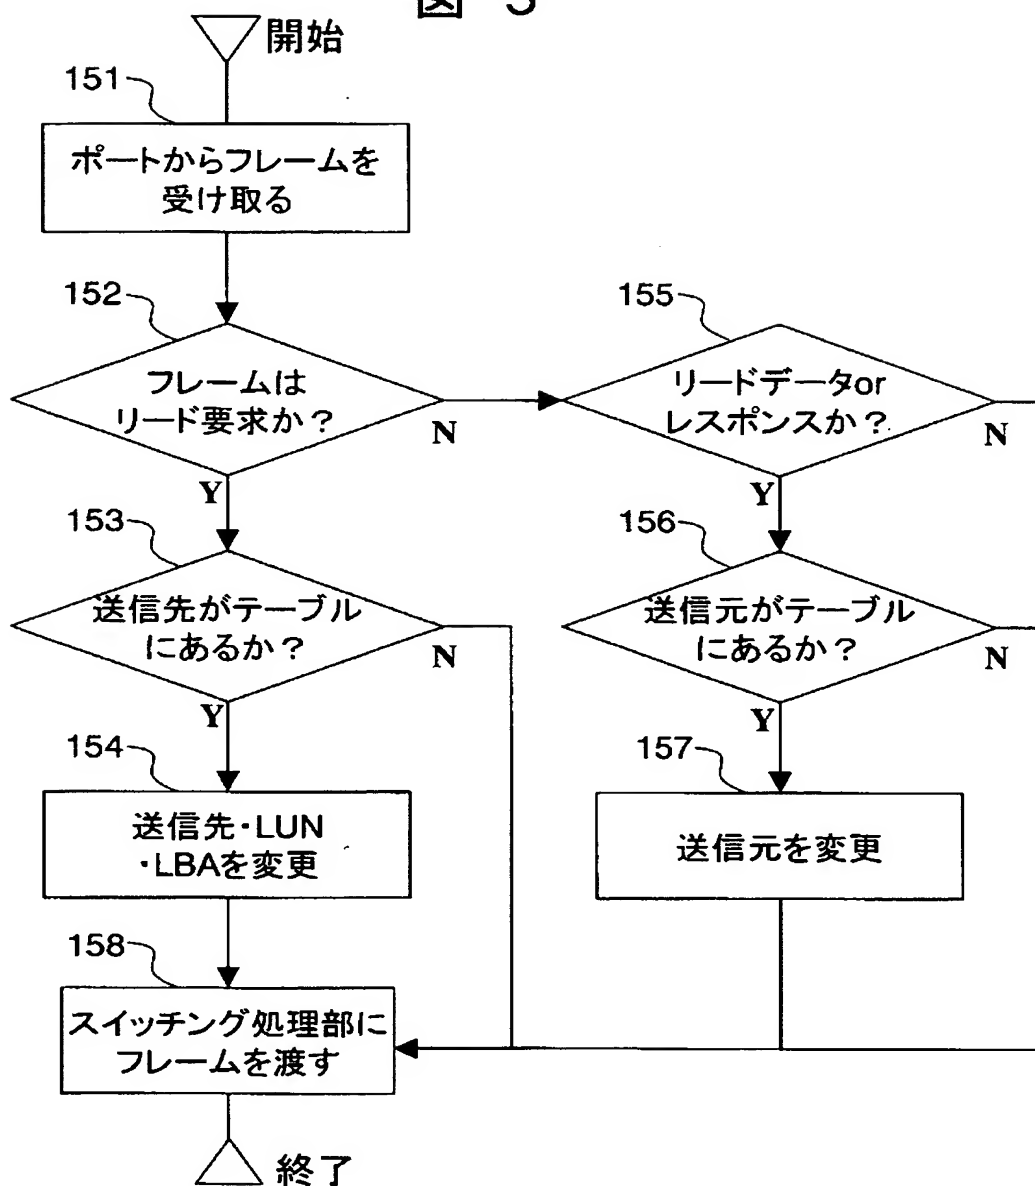 開始
151
ポートからフレームを
受け取る
152
フレームは
リード要求か？
N
Y
155
リードデータor
レスポンスか？
N
Y
153
送信先がテーブル
にあるか？
N
Y
156
送信元がテーブル
にあるか？
N
Y
154
送信先・LUN
・LBAを変更
157
送信元を変更
158
スイッチング処理部に
フレームを渡す
終了